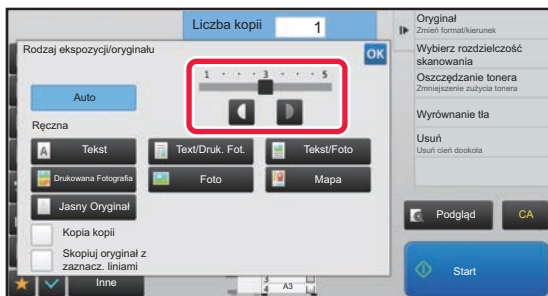 Liczba kopii 1
Rodzaj ekspozycji/oryginału
OK
1 · · · 3 · · · 5
Auto
Ręczna
A Tekst
Text/Druk. Fot.
Tekst/Foto
Drukowana Fotografia
Foto
Mapa
Jasny Oryginał
Kopia kopii
Skopiuj oryginał z
zaznacz. liniami
Inne
3
4 A3
Oryginał
Zmień format/kierunek
Wybierz rozdzielczość
skanowania
Oszczędzanie tonera
Zmniejszenie zużycia tonera
Wyrównanie tła
Usuń
Usuń cień dookoła
Podgląd
CA
Start